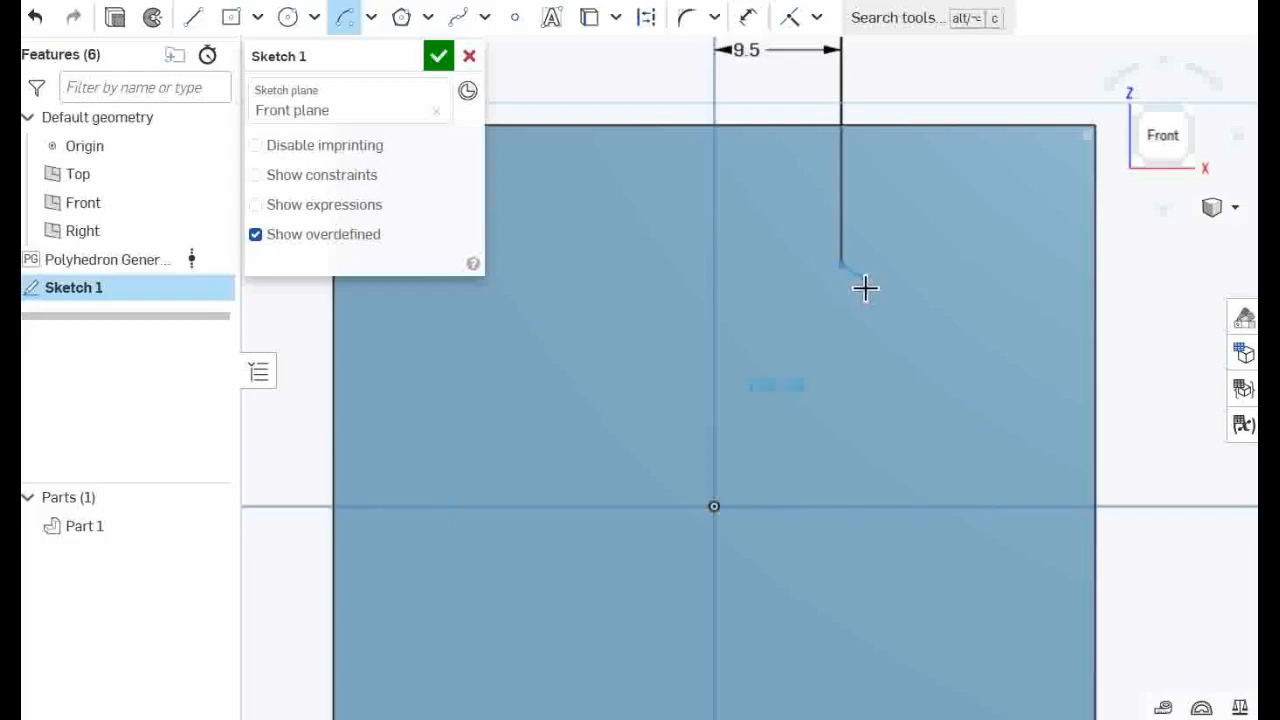 Search tools... alt/⌥ c
Features (6)
Filter by name or type
Default geometry
Origin
Top
Front
Right
PG Polyhedron Gener...
Sketch 1
Parts (1)
Part 1
Sketch 1
Sketch plane
Front plane
Disable imprinting
Show constraints
Show expressions
Show overdefined
9.5
Z
Front
X
(x)